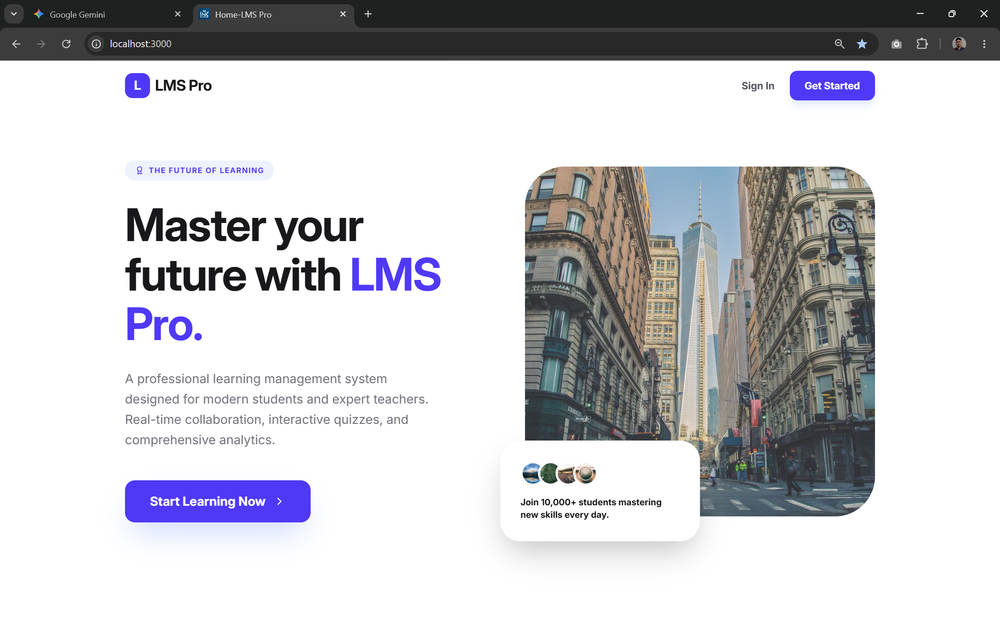 Google Gemini
Home-LMS Pro
localhost:3000
L
LMS Pro
Sign In
Get Started
THE FUTURE OF LEARNING
Master your
future with LMS
Pro.
A professional learning management system
designed for modern students and expert teachers.
Real-time collaboration, interactive quizzes, and
comprehensive analytics.
Start Learning Now
STARBUCKS
Join 10,000+ students mastering
new skills every day.